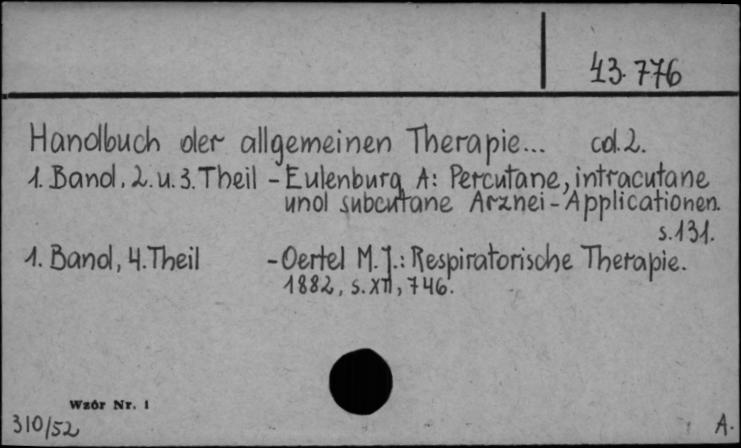 43.776
Handbuch der allgemeinen Therapie... cd. 2.
1. Band. 2. u. 3. Theil - Eulenburg A: Percutane, intracutane
und subcutane Arznei-Applicationen.
s. 131.
1. Band, 4. Theil - Oertel M. J.: Respiratorische Therapie.
1882, s. XII, 746.
Wzór Nr. 1
310/52
A.